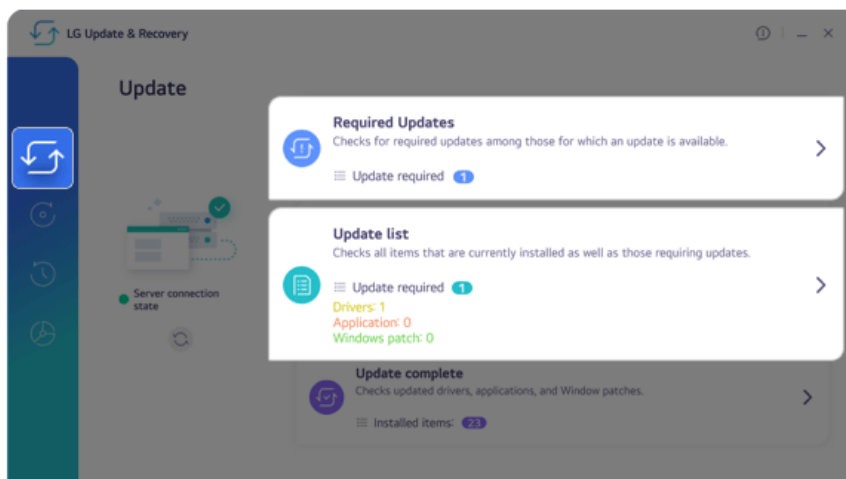 LG Update & Recovery
Update
Required Updates
Checks for required updates among those for which an update is available.
Update required 1
Update list
Checks all items that are currently installed as well as those requiring updates.
Update required 1
Drivers: 1
Application: 0
Windows patch: 0
Server connection
state
Update complete
Checks updated drivers, applications, and Window patches.
Installed items: 23